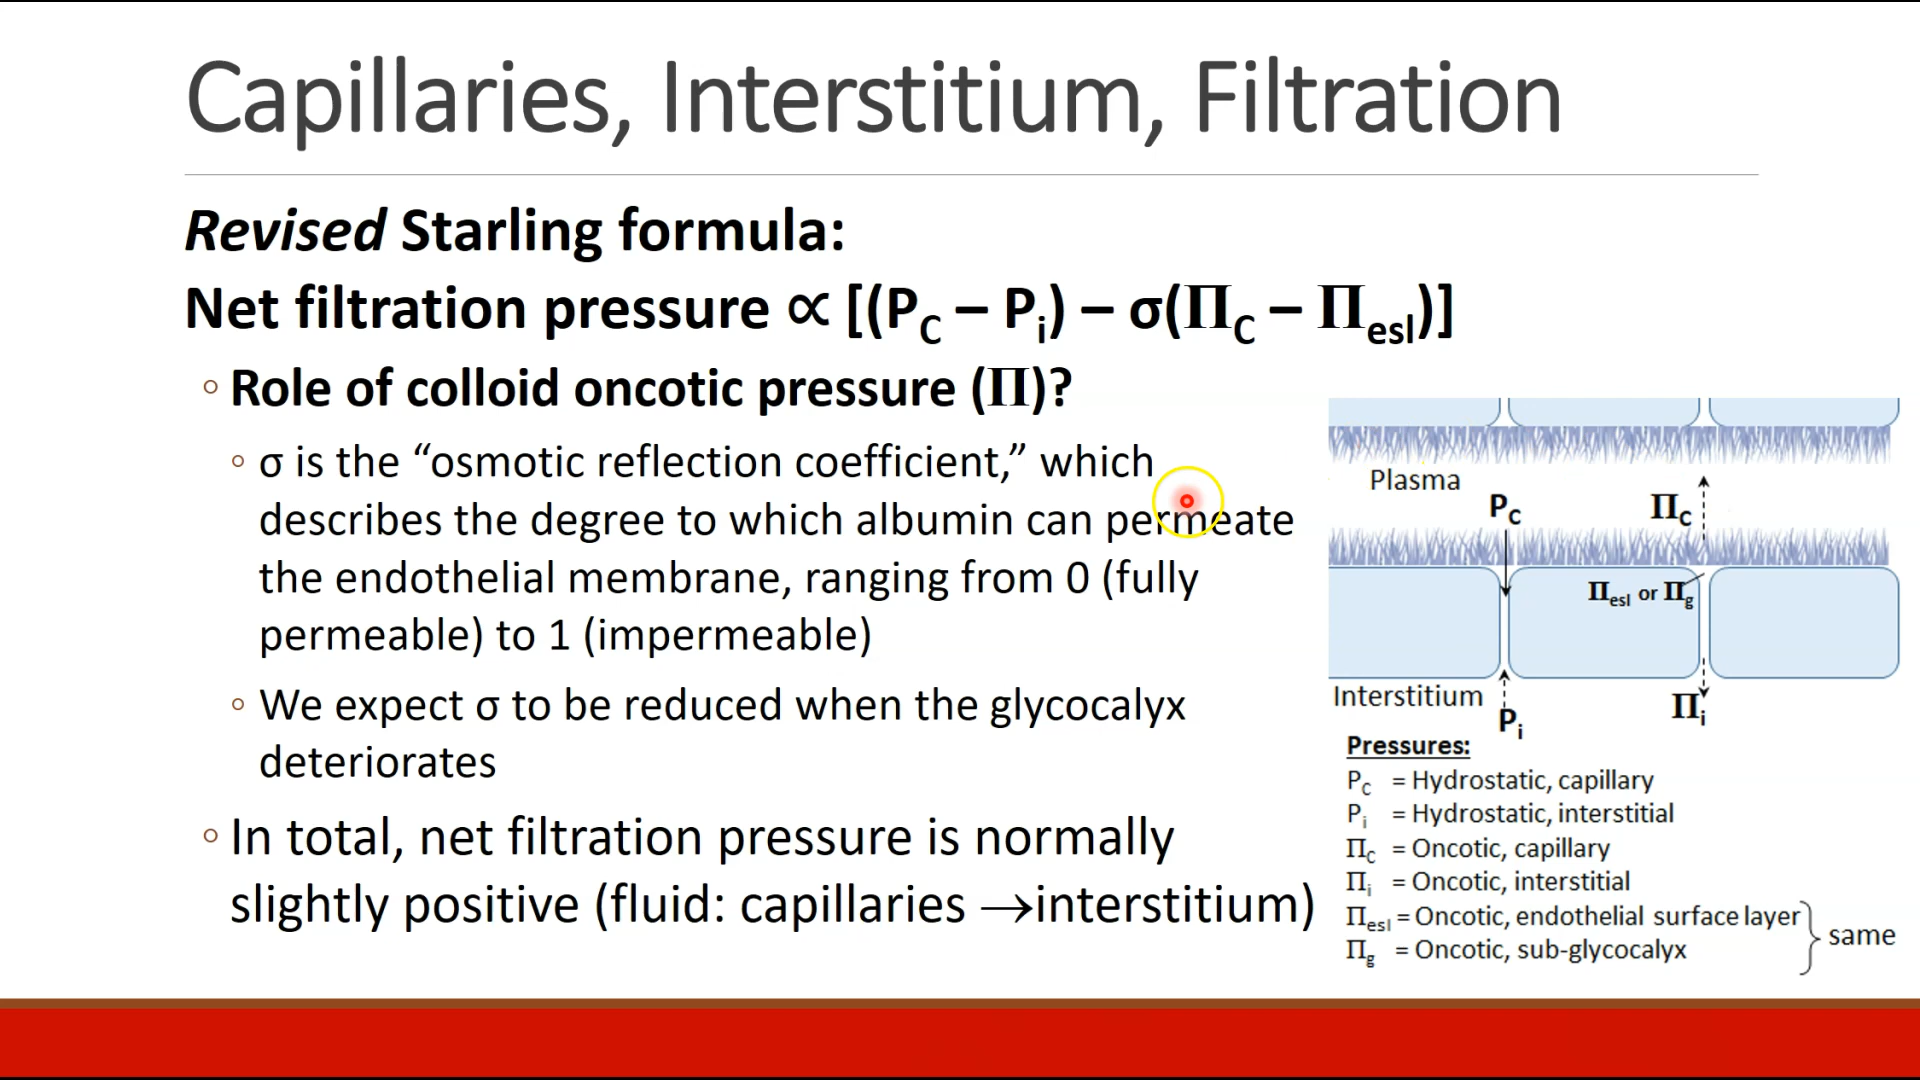 Capillaries, Interstitium, Filtration
Revised Starling formula:
Net filtration pressure ∝ [(P_C – P_i) – σ(Π_C – Π_esl)]
◦ Role of colloid oncotic pressure (Π)?
◦ σ is the “osmotic reflection coefficient,” which
describes the degree to which albumin can permeate
the endothelial membrane, ranging from 0 (fully
permeable) to 1 (impermeable)
◦ We expect σ to be reduced when the glycocalyx
deteriorates
◦ In total, net filtration pressure is normally
slightly positive (fluid: capillaries →interstitium)
Plasma
P_C
Π_C
Π_esl or Π_g
Interstitium
P_i
Π_i
Pressures:
P_C = Hydrostatic, capillary
P_i = Hydrostatic, interstitial
Π_C = Oncotic, capillary
Π_i = Oncotic, interstitial
Π_esl = Oncotic, endothelial surface layer
Π_g = Oncotic, sub-glycocalyx
same